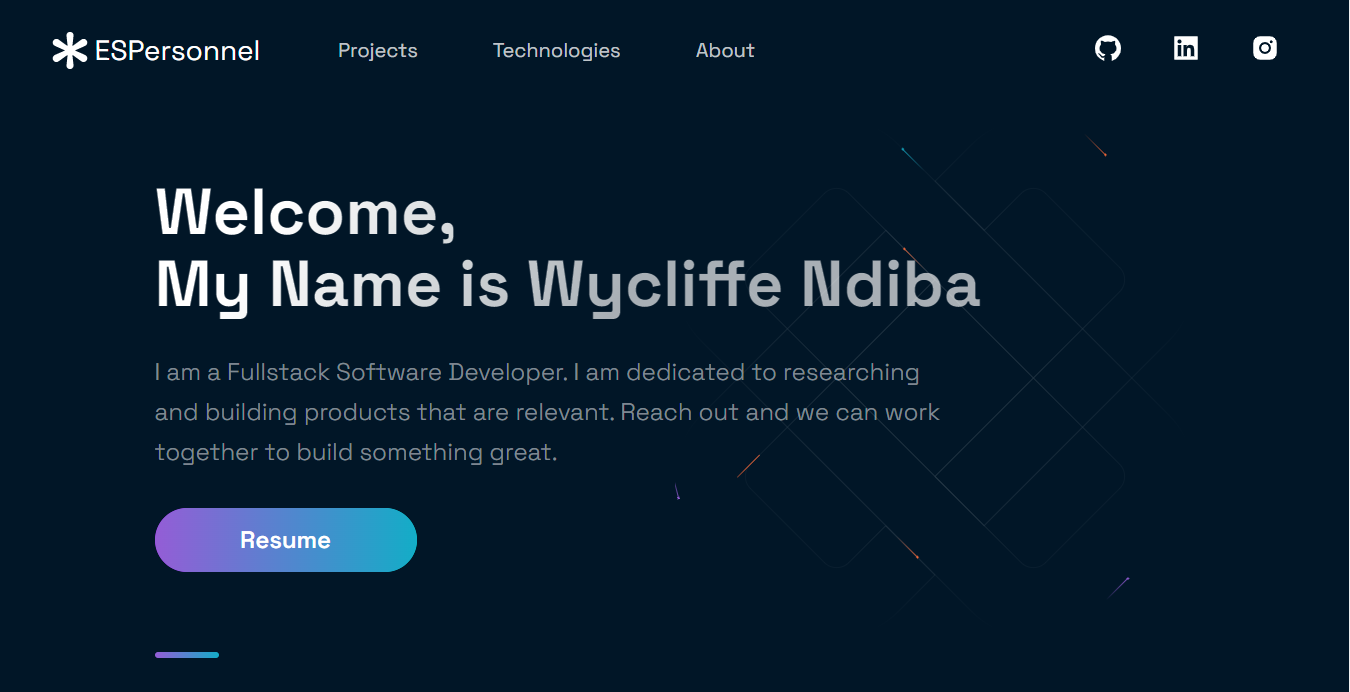 ESPersonnel
Projects
Technologies
About
Welcome,
My Name is Wycliffe Ndiba
I am a Fullstack Software Developer. I am dedicated to researching
and building products that are relevant. Reach out and we can work
together to build something great.
Resume